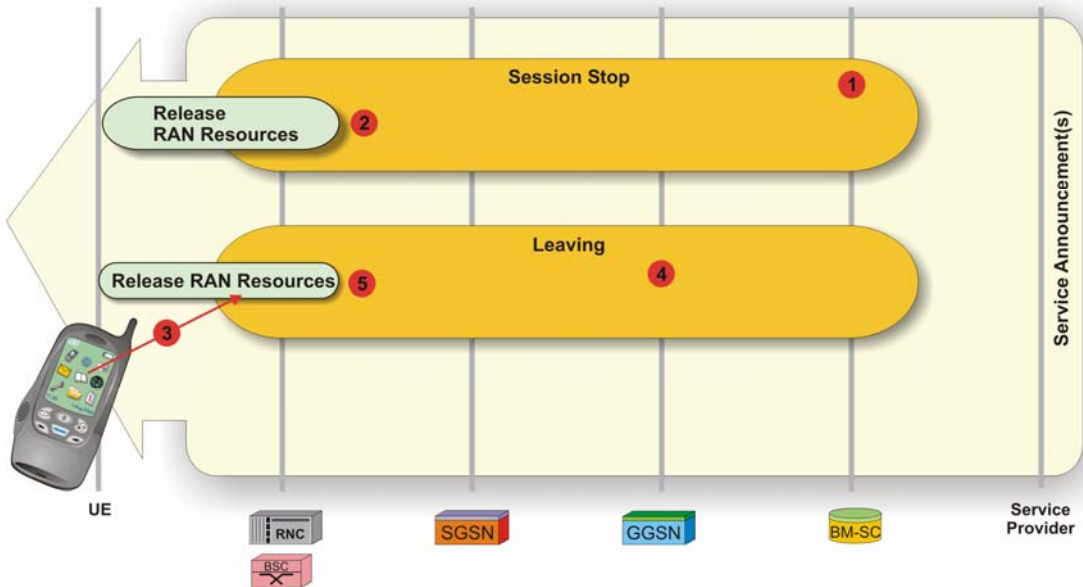 Session Stop
1
Release
RAN Resources
2
Leaving
Release RAN Resources
5
4
3
Service Announcement(s)
UE
RNC
SGSN
GGSN
BM-SC
Service
Provider
BSC